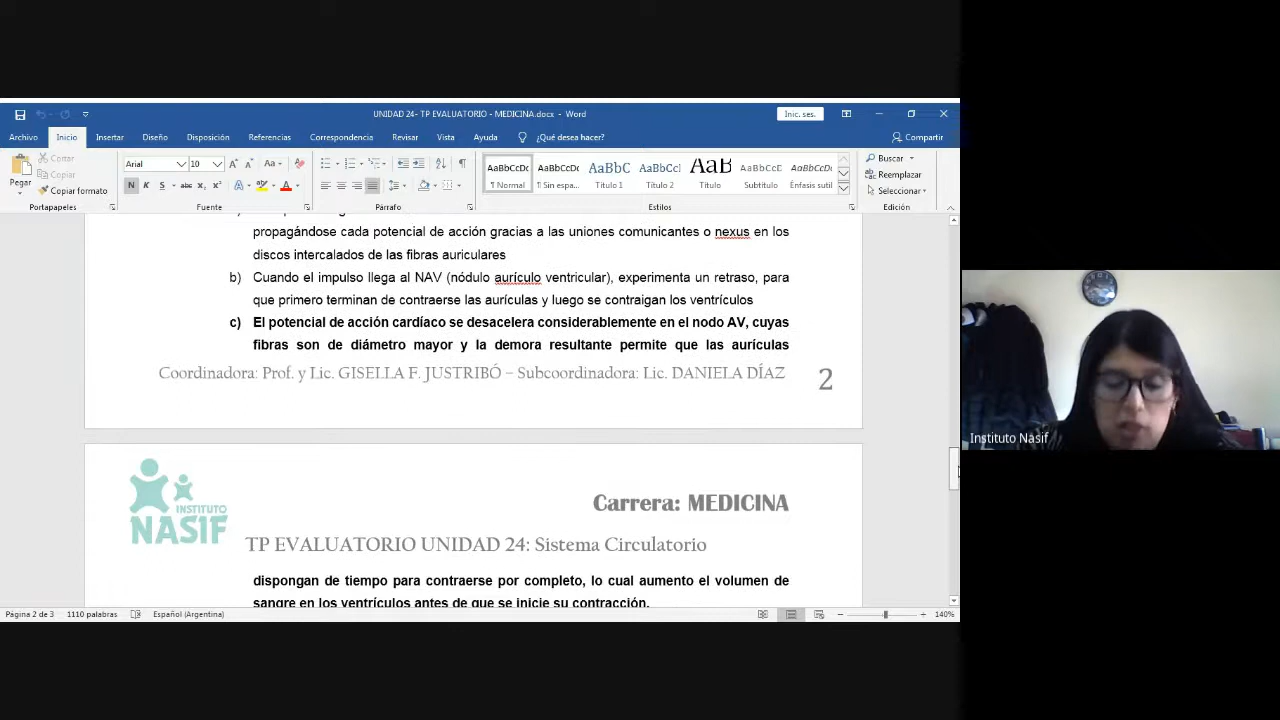 UNIDAD 24- TP EVALUATORIO - MEDICINA.docx - Word
Inic. ses.
Archivo Inicio Insertar Diseño Disposición Referencias Correspondencia Revisar Vista Ayuda ¿Qué desea hacer? Compartir
Pegar
Cortar
Copiar
Copiar formato
Portapapeles
Arial 10
N K S abc x₂ x²
Fuente
Párrafo
AaBbCcDc AaBbCcDc AaBbC AaBbCcI AaB AaBbCcD AaBbCcDc
¶ Normal ¶ Sin espa... Título 1 Título 2 Título Subtítulo Énfasis sutil
Estilos
Buscar
Reemplazar
Seleccionar
Edición
propagándose cada potencial de acción gracias a las uniones comunicantes o nexus en los
discos intercalados de las fibras auriculares
b) Cuando el impulso llega al NAV (nódulo aurículo ventricular), experimenta un retraso, para
que primero terminan de contraerse las aurículas y luego se contraigan los ventrículos
c) El potencial de acción cardíaco se desacelera considerablemente en el nodo AV, cuyas
fibras son de diámetro mayor y la demora resultante permite que las aurículas
Coordinadora: Prof. y Lic. GISELLA F. JUSTRIBÓ – Subcoordinadora: Lic. DANIELA DÍAZ 2
INSTITUTO
NASIF
Carrera: MEDICINA
TP EVALUATORIO UNIDAD 24: Sistema Circulatorio
dispongan de tiempo para contraerse por completo, lo cual aumento el volumen de
sangre en los ventrículos antes de que se inicie su contracción.
Página 2 de 3 1110 palabras Español (Argentina) 140%
Instituto Nasif